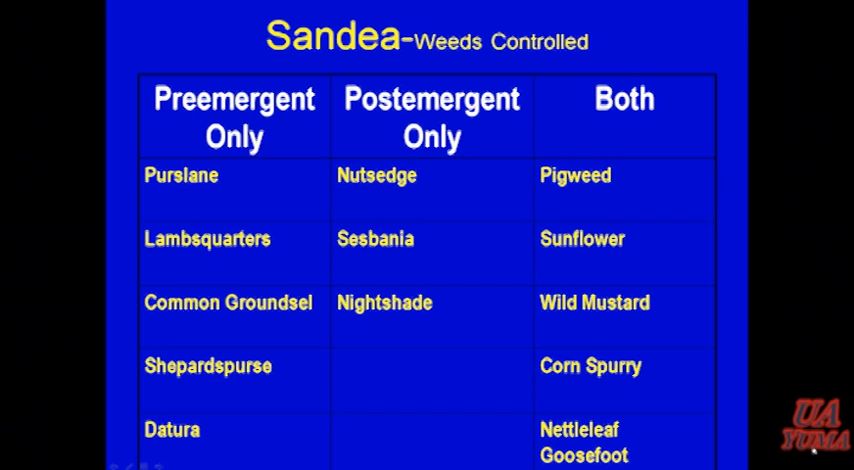 Sandea-Weeds Controlled
Preemergent Only
Postemergent Only
Both
Purslane
Nutsedge
Pigweed
Lambsquarters
Sesbania
Sunflower
Common Groundsel
Nightshade
Wild Mustard
Shepardspurse
Corn Spurry
Datura
Nettleleaf
Goosefoot
UA
YUMA